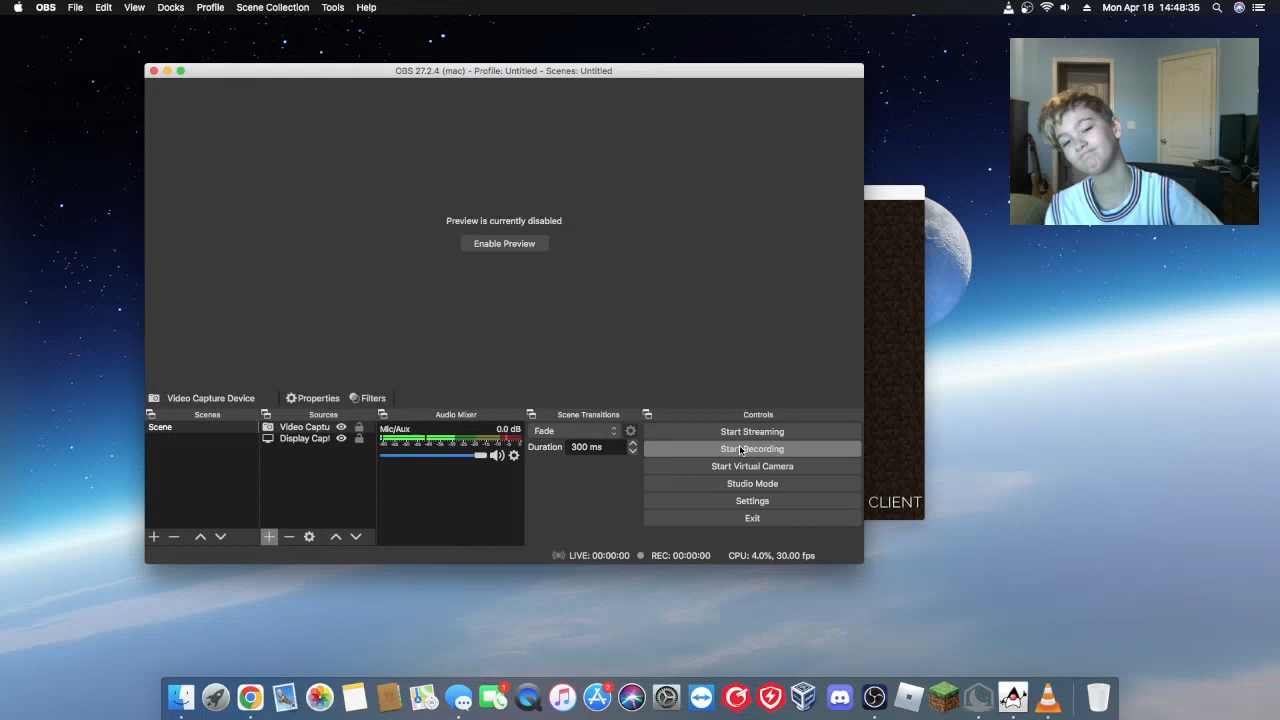 OBS File Edit View Docks Profile Scene Collection Tools Help Mon Apr 18 14:48:35
OBS 27.2.4 (mac) - Profile: Untitled - Scenes: Untitled
Preview is currently disabled
Enable Preview
Video Capture Device Properties Filters
Scenes Sources Audio Mixer Scene Transitions Controls
Scene
Video Captu
Display Capt
Mic/Aux 0.0 dB
Fade
Duration 300 ms
Start Streaming
Start Recording
Start Virtual Camera
Studio Mode
Settings
Exit
CLIENT
LIVE: 00:00:00 REC: 00:00:00 CPU: 4.0%, 30.00 fps
1
2